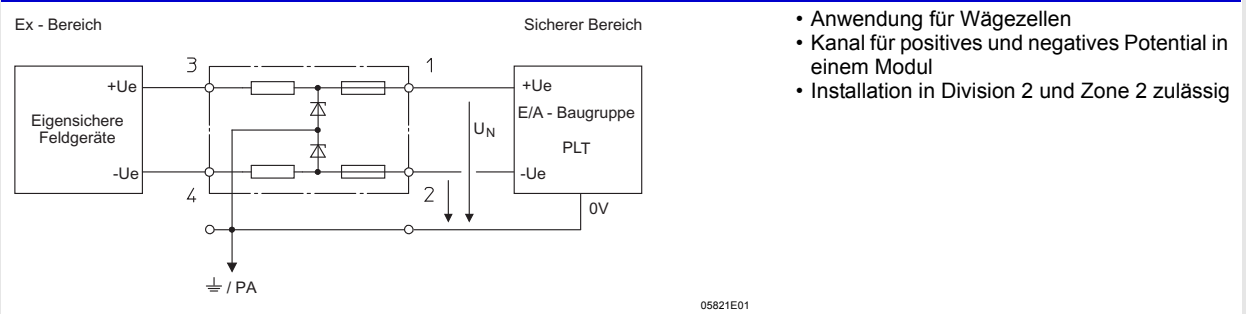 Ex - Bereich
Sicherer Bereich
3
1
+Ue
+Ue
Eigensichere
Feldgeräte
E/A - Baugruppe
UN
PLT
-Ue
-Ue
4
2
0V
/ PA
05821E01
• Anwendung für Wägezellen
• Kanal für positives und negatives Potential in
einem Modul
• Installation in Division 2 und Zone 2 zulässig